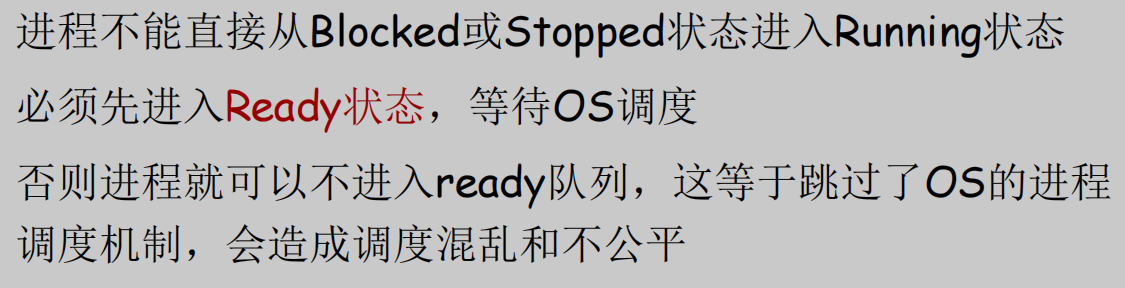 进程不能直接从Blocked或Stopped状态进入Running状态
必须先进入Ready状态，等待OS调度
否则进程就可以不进入ready队列，这等于跳过了OS的进程
调度机制，会造成调度混乱和不公平